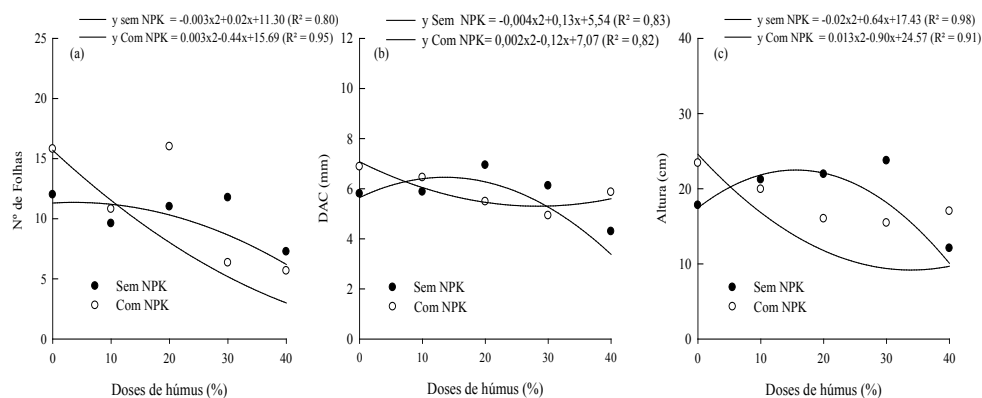 y sem NPK = -0.003x2+0.02x+11.30 (R² = 0.80)
y Com NPK = 0.003x2-0.44x+15.69 (R² = 0.95)
25
20
15
10
5
0
Nº de Folhas
(a)
Sem NPK
Com NPK
0 10 20 30 40
Doses de húmus (%)
y Sem NPK = -0,004x2+0,13x+5,54 (R² = 0,83)
y Com NPK= 0,002x2-0,12x+7,07 (R² = 0,82)
12
10
8
6
4
2
0
DAC (mm)
(b)
Sem NPK
Com NPK
0 10 20 30 40
Doses de húmus (%)
y sem NPK = -0.02x2+0.64x+17.43 (R² = 0.98)
y Com NPK = 0.013x2-0.90x+24.57 (R² = 0.91)
40
30
20
10
0
Altura (cm)
(c)
Sem NPK
Com NPK
0 10 20 30 40
Doses de húmus (%)